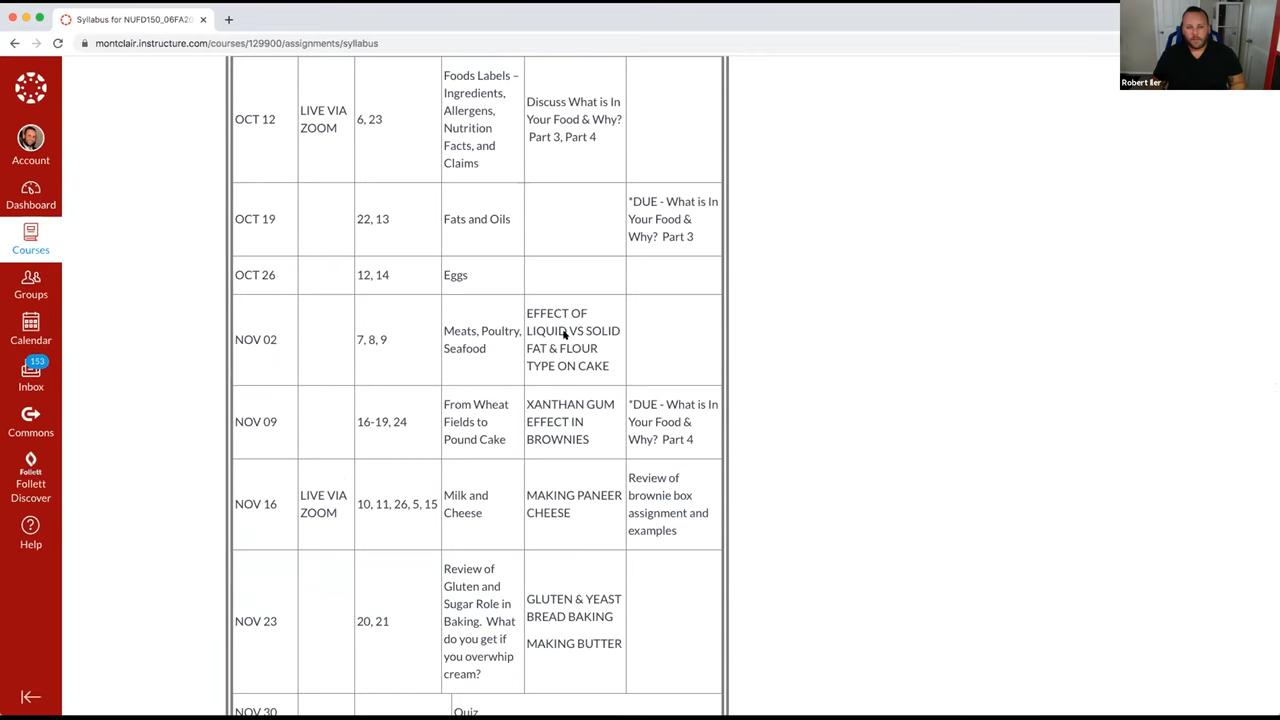 Syllabus for NUFD150_06FA20
montclair.instructure.com/courses/129900/assignments/syllabus
Robert Iler
Account
Dashboard
Courses
Groups
Calendar
153
Inbox
Commons
Follett
Follett
Discover
Help
OCT 12
LIVE VIA
ZOOM
6, 23
Foods Labels –
Ingredients,
Allergens,
Nutrition
Facts, and
Claims
Discuss What is In
Your Food & Why?
Part 3, Part 4
OCT 19
22, 13
Fats and Oils
*DUE - What is In
Your Food &
Why? Part 3
OCT 26
12, 14
Eggs
NOV 02
7, 8, 9
Meats, Poultry,
Seafood
EFFECT OF
LIQUID VS SOLID
FAT & FLOUR
TYPE ON CAKE
NOV 09
16-19, 24
From Wheat
Fields to
Pound Cake
XANTHAN GUM
EFFECT IN
BROWNIES
*DUE - What is In
Your Food &
Why? Part 4
NOV 16
LIVE VIA
ZOOM
10, 11, 26, 5, 15
Milk and
Cheese
MAKING PANEER
CHEESE
Review of
brownie box
assignment and
examples
NOV 23
20, 21
Review of
Gluten and
Sugar Role in
Baking. What
do you get if
you overwhip
cream?
GLUTEN & YEAST
BREAD BAKING
MAKING BUTTER
NOV 30
Quiz